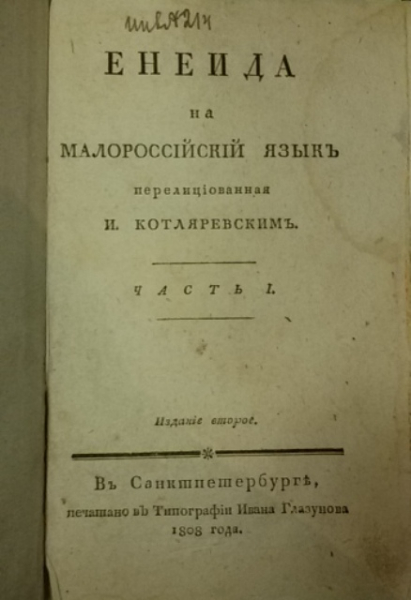 ЕНЕИДА
на
МАЛОРОССІЙСКІЙ ЯЗЫКЪ
перелиціованная
И. КОТЛЯРЕВСКИМЪ.
ЧАСТЬ I.
Изданіе второе.
Въ Санктпетербургѣ,
печатано въ Типографіи Ивана Глазунова
1808 года.